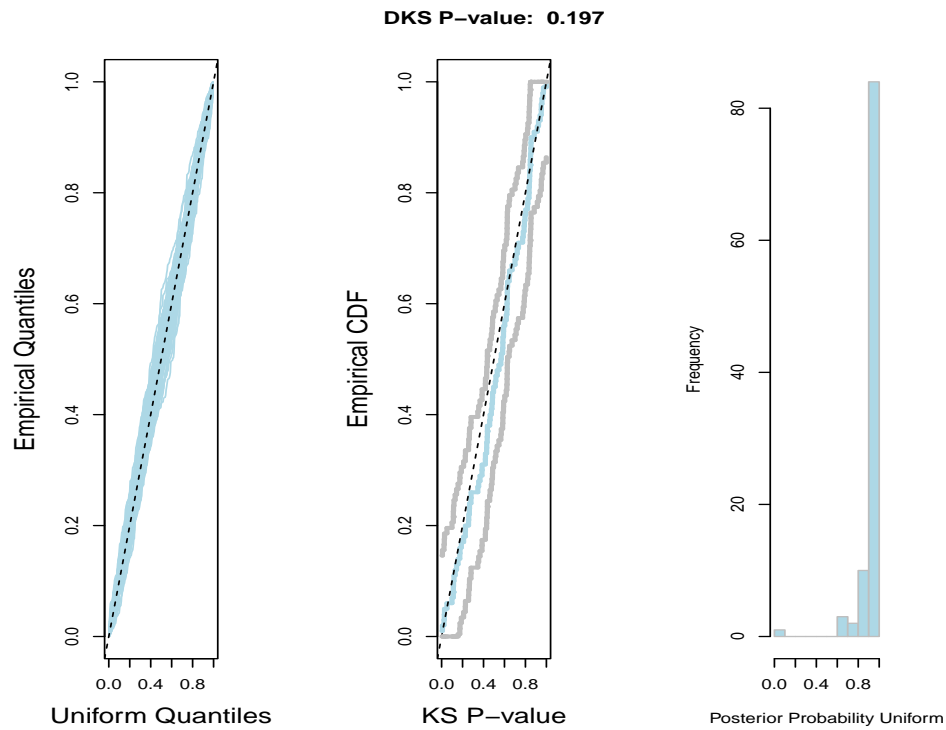 DKS P−value: 0.197
Empirical Quantiles
0.0 0.2 0.4 0.6 0.8 1.0
0.0 0.4 0.8
Uniform Quantiles
Empirical CDF
0.0 0.2 0.4 0.6 0.8 1.0
0.0 0.4 0.8
KS P−value
Frequency
0 20 40 60 80
0.0 0.4 0.8
Posterior Probability Uniform